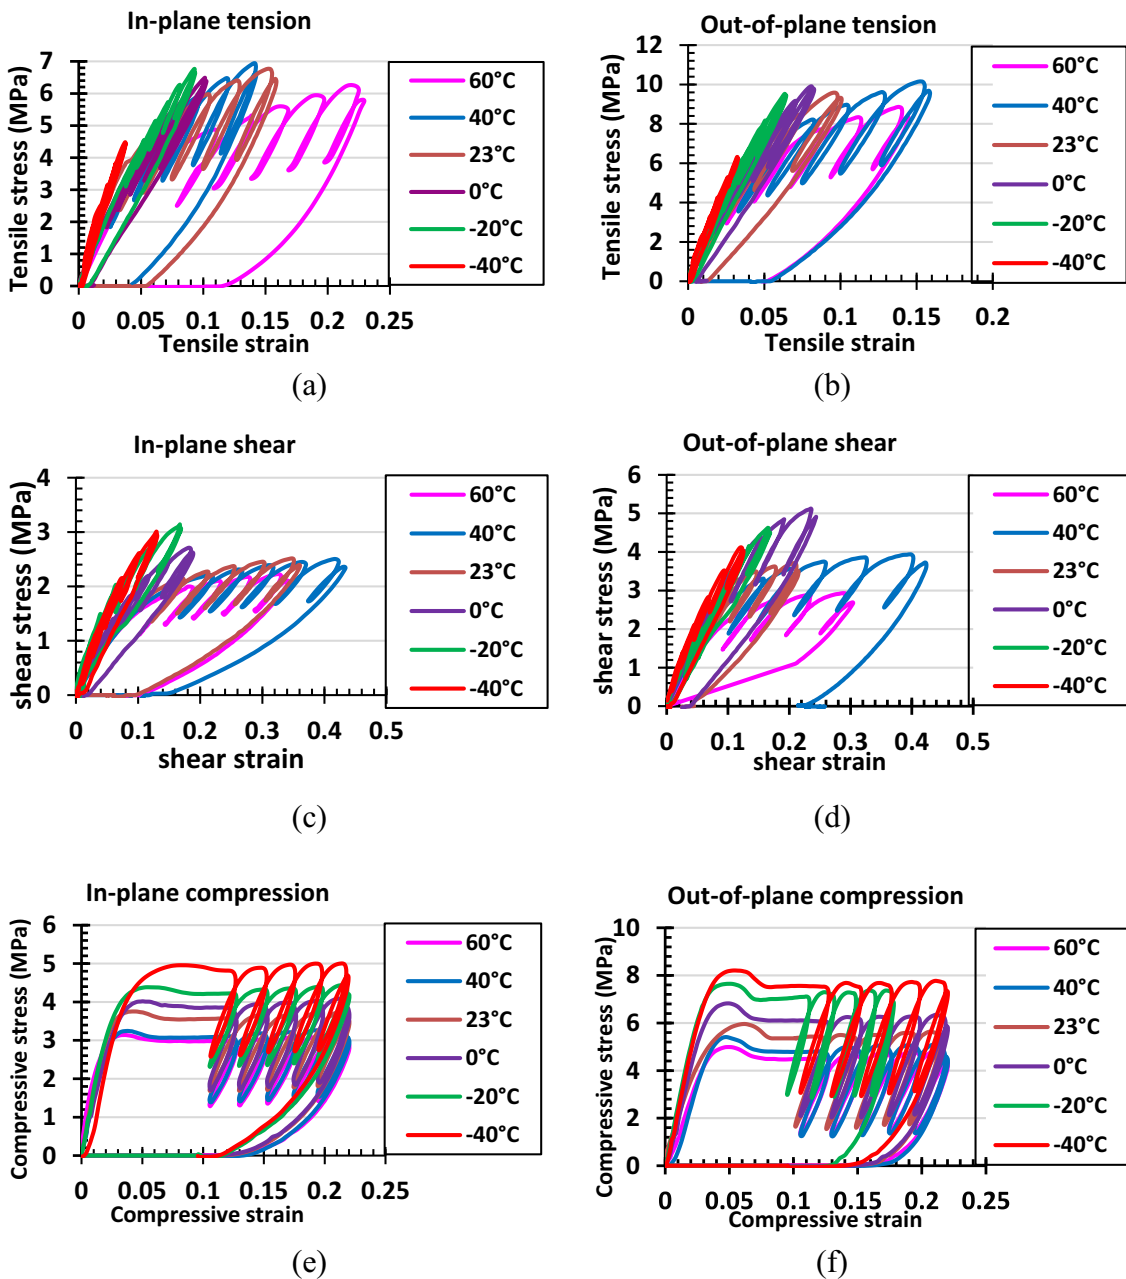 In-plane tension
Tensile stress (MPa)
7
6
5
4
3
2
1
0
0 0.05 0.1 0.15 0.2 0.25
Tensile strain
60°C
40°C
23°C
0°C
-20°C
-40°C
(a)
Out-of-plane tension
Tensile stress (MPa)
12
10
8
6
4
2
0
0 0.05 0.1 0.15 0.2
Tensile strain
60°C
40°C
23°C
0°C
-20°C
-40°C
(b)
In-plane shear
shear stress (MPa)
4
3
2
1
0
0 0.1 0.2 0.3 0.4 0.5
shear strain
60°C
40°C
23°C
0°C
-20°C
-40°C
(c)
Out-of-plane shear
shear stress (MPa)
6
5
4
3
2
1
0
0 0.1 0.2 0.3 0.4 0.5
shear strain
60°C
40°C
23°C
0°C
-20°C
-40°C
(d)
In-plane compression
Compressive stress (MPa)
6
5
4
3
2
1
0
0 0.05 0.1 0.15 0.2 0.25
Compressive strain
60°C
40°C
23°C
0°C
-20°C
-40°C
(e)
Out-of-plane compression
Compressive stress (MPa)
10
8
6
4
2
0
0 0.05 0.1 0.15 0.2 0.25
Compressive strain
60°C
40°C
23°C
0°C
-20°C
-40°C
(f)